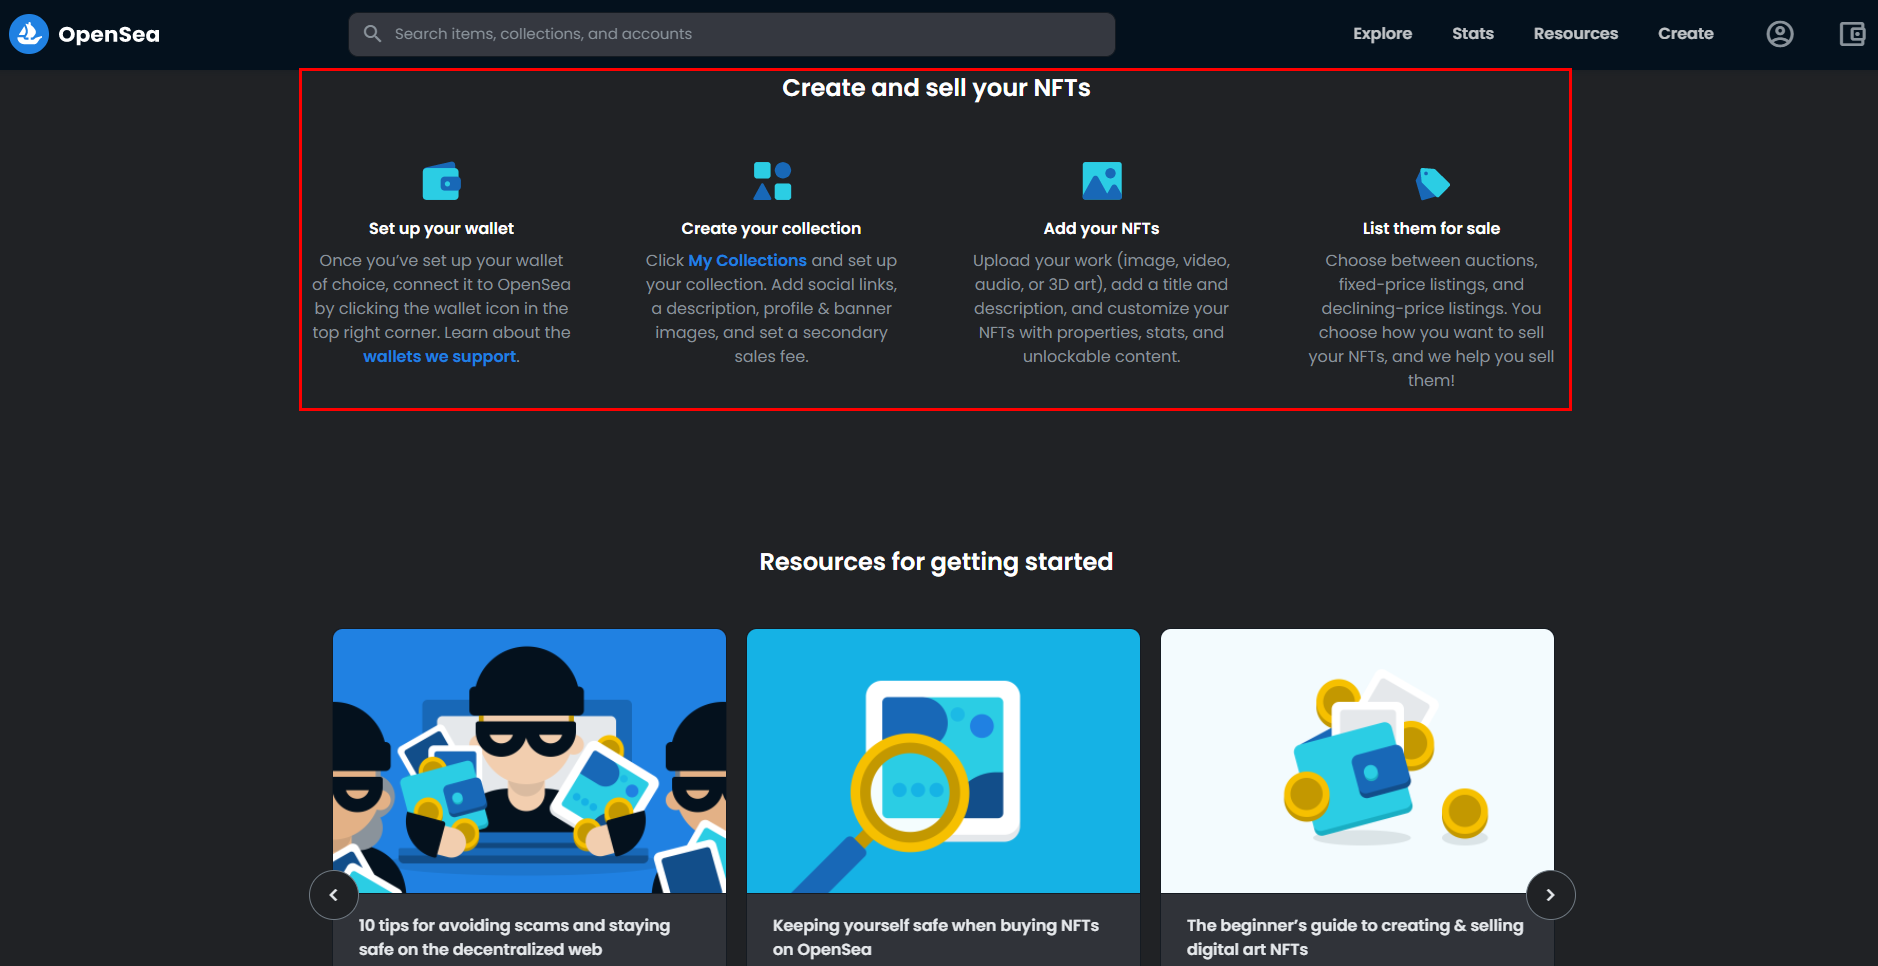 OpenSea
Search items, collections, and accounts
Explore
Stats
Resources
Create
Create and sell your NFTs
Set up your wallet
Once you’ve set up your wallet
of choice, connect it to OpenSea
by clicking the wallet icon in the
top right corner. Learn about the
wallets we support.
Create your collection
Click My Collections and set up
your collection. Add social links,
a description, profile & banner
images, and set a secondary
sales fee.
Add your NFTs
Upload your work (image, video,
audio, or 3D art), add a title and
description, and customize your
NFTs with properties, stats, and
unlockable content.
List them for sale
Choose between auctions,
fixed-price listings, and
declining-price listings. You
choose how you want to sell
your NFTs, and we help you sell
them!
Resources for getting started
10 tips for avoiding scams and staying
safe on the decentralized web
Keeping yourself safe when buying NFTs
on OpenSea
The beginner’s guide to creating & selling
digital art NFTs